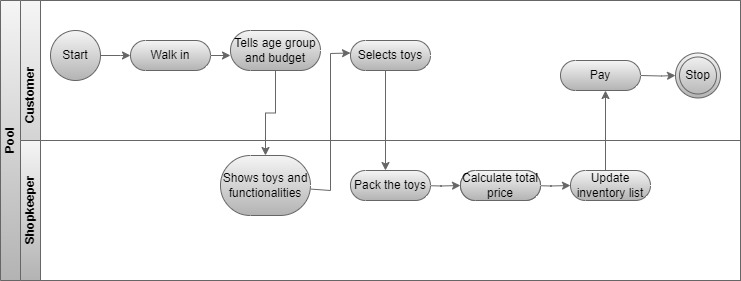 Pool
Customer
Start
Walk in
Tells age group
and budget
Selects toys
Pay
Stop
Shopkeeper
Shows toys and
functionalities
Pack the toys
Calculate total
price
Update
inventory list